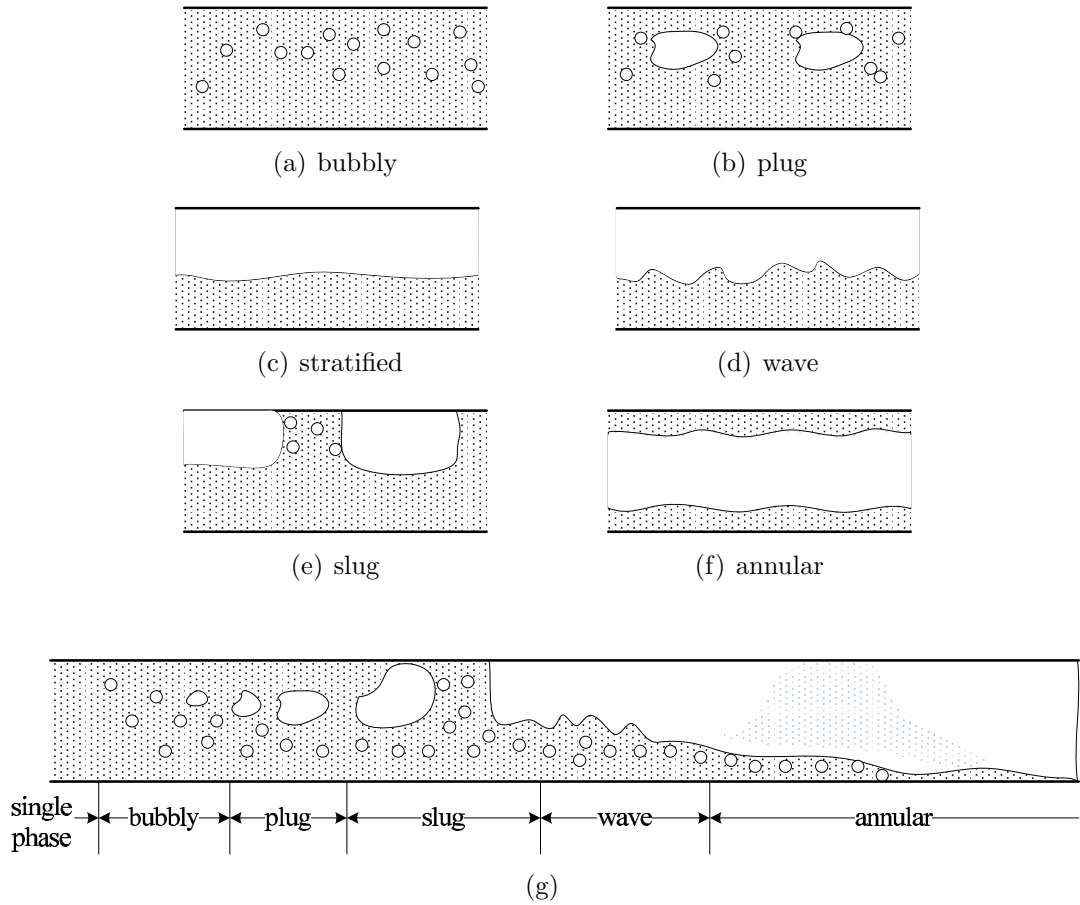 (a) bubbly
(b) plug
(c) stratified
(d) wave
(e) slug
(f) annular
single
phase
bubbly
plug
slug
wave
annular
(g)